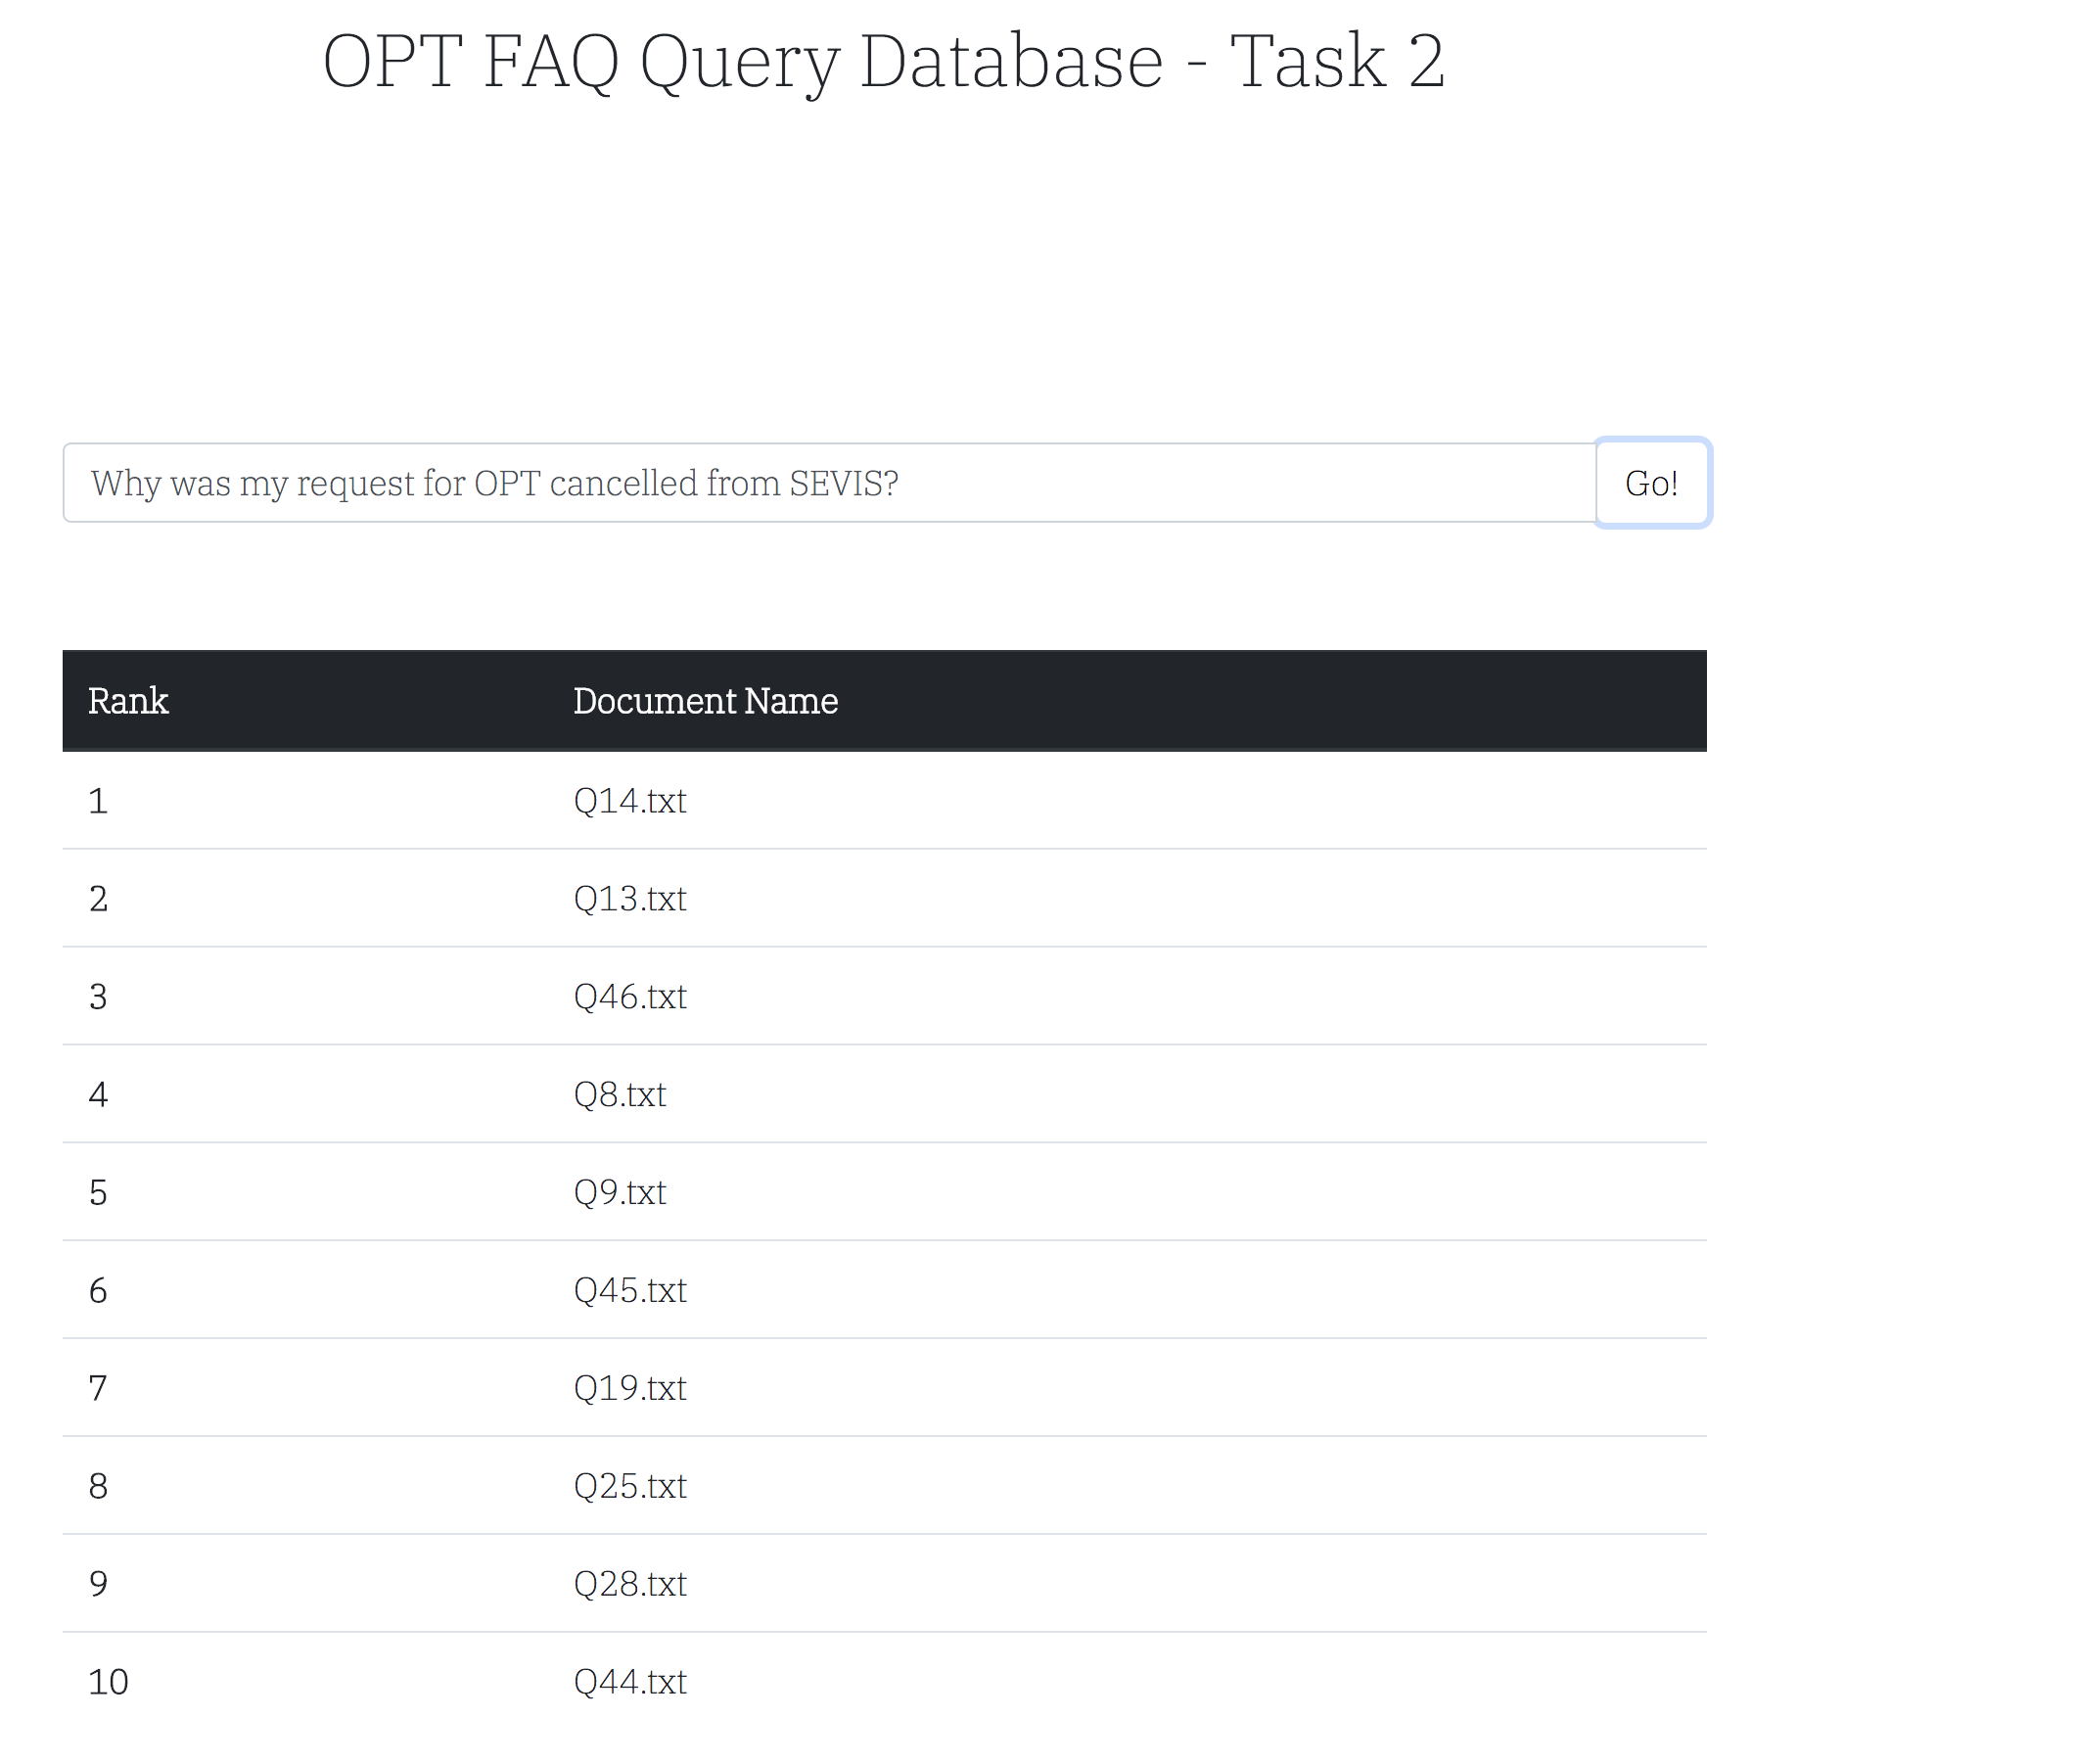 OPT FAQ Query Database - Task 2
Why was my request for OPT cancelled from SEVIS? Go!
Rank Document Name
1 Q14.txt
2 Q13.txt
3 Q46.txt
4 Q8.txt
5 Q9.txt
6 Q45.txt
7 Q19.txt
8 Q25.txt
9 Q28.txt
10 Q44.txt